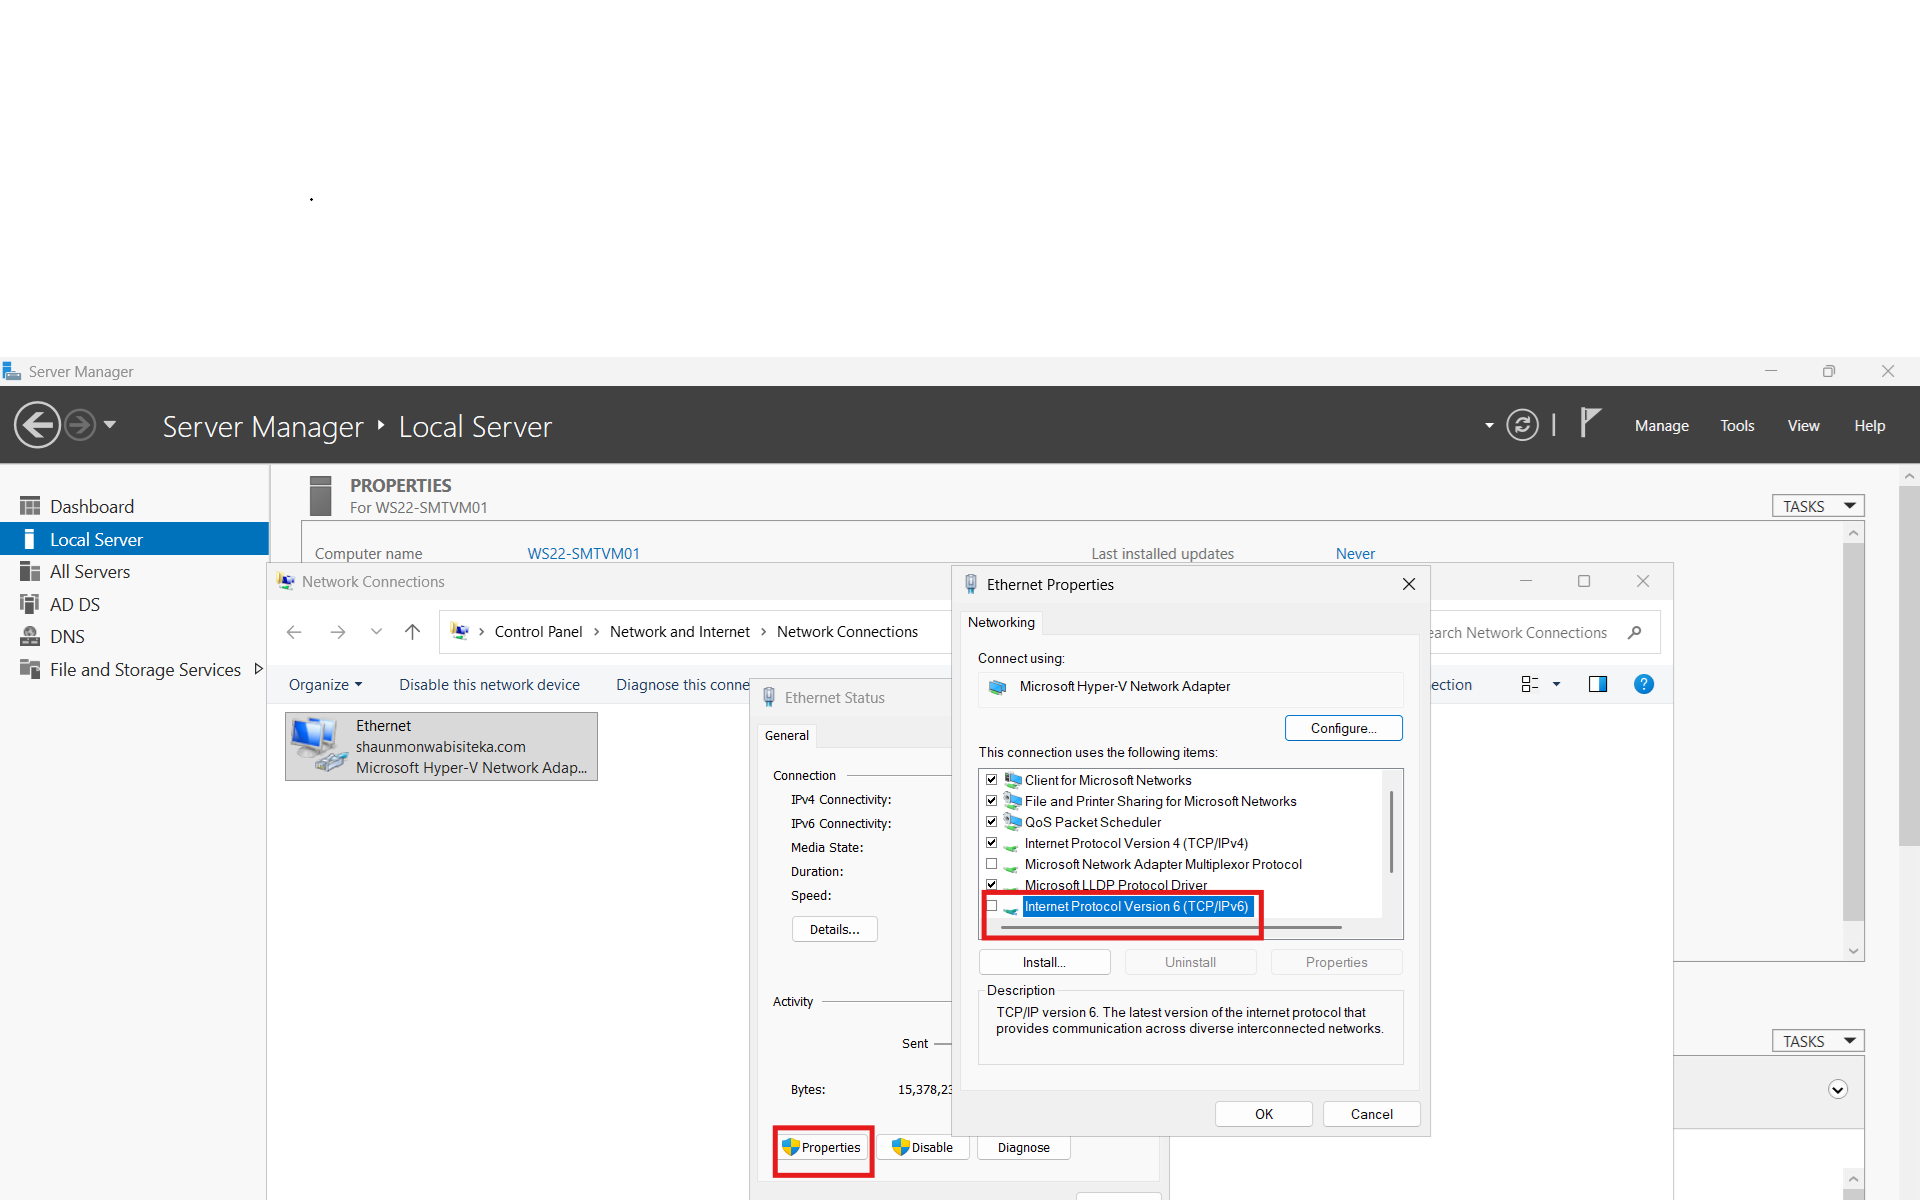 Server Manager
Server Manager
Local Server
Manage
Tools
View
Help
Dashboard
Local Server
All Servers
AD DS
DNS
File and Storage Services
PROPERTIES
For WS22-SMTVM01
TASKS
Computer name
WS22-SMTVM01
Last installed updates
Never
Network Connections
Control Panel
Network and Internet
Network Connections
earch Network Connections
Organize
Disable this network device
Diagnose this conne
ection
?
Ethernet
shaunmonwabisiteka.com
Microsoft Hyper-V Network Adap...
Ethernet Status
General
Connection
IPv4 Connectivity:
IPv6 Connectivity:
Media State:
Duration:
Speed:
Details...
Activity
Sent
Bytes:
15,378,23
Properties
Disable
Diagnose
Ethernet Properties
Networking
Connect using:
Microsoft Hyper-V Network Adapter
Configure...
This connection uses the following items:
Client for Microsoft Networks
File and Printer Sharing for Microsoft Networks
QoS Packet Scheduler
Internet Protocol Version 4 (TCP/IPv4)
Microsoft Network Adapter Multiplexor Protocol
Microsoft LLDP Protocol Driver
Internet Protocol Version 6 (TCP/IPv6)
Install...
Uninstall
Properties
Description
TCP/IP version 6. The latest version of the internet protocol that
provides communication across diverse interconnected networks.
OK
Cancel
TASKS